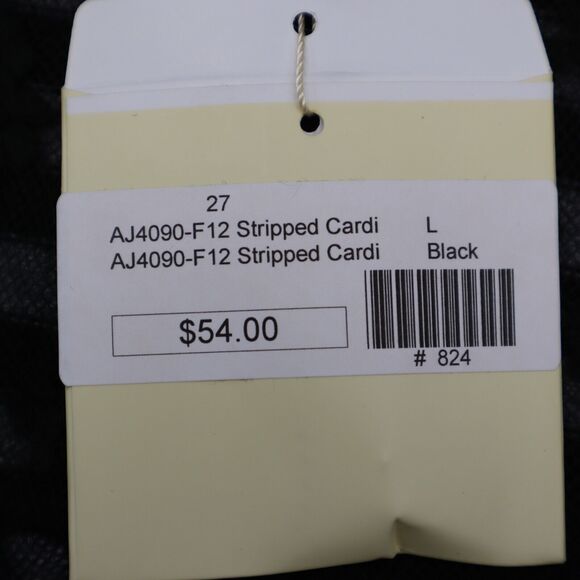 27
AJ4090-F12 Stripped Cardi L
AJ4090-F12 Stripped Cardi Black
$54.00
# 824